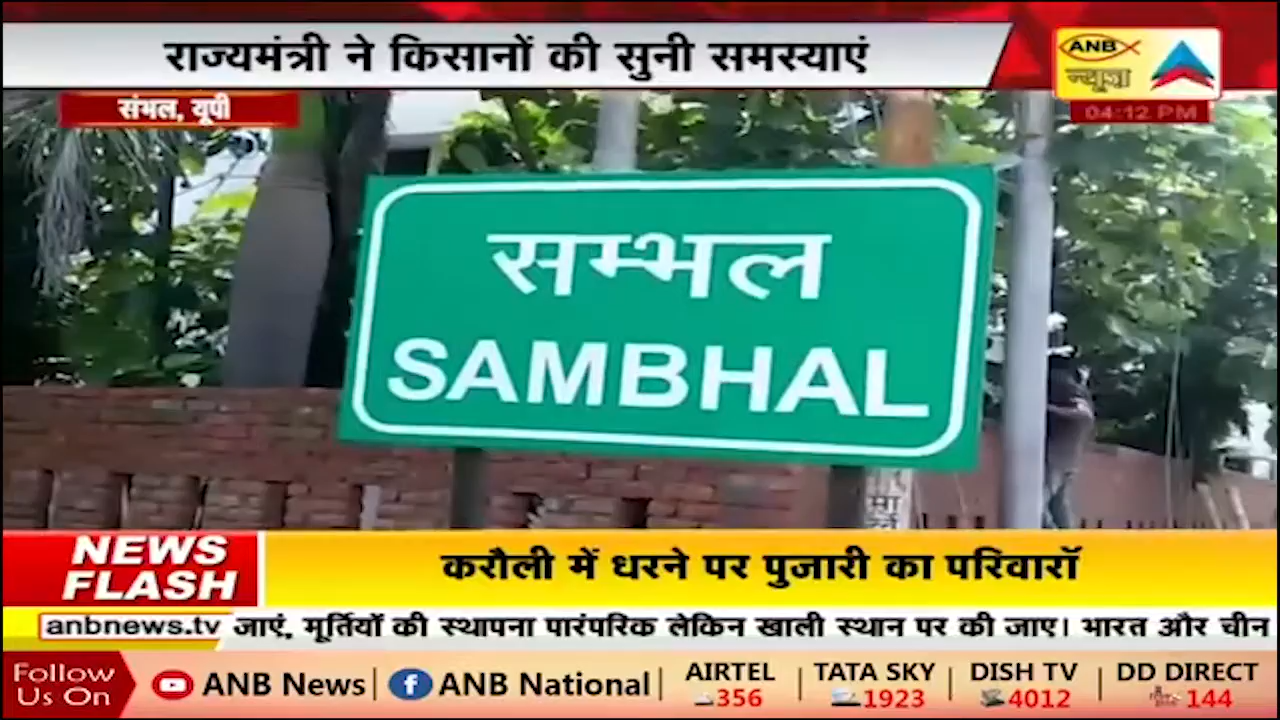 राज्यमंत्री ने किसानों की सुनी समस्याएं
ANB
न्यूज़
संभल, यूपी
04:12 PM
सम्भल
SAMBHAL
NEWS FLASH
करौली में धरने पर पुजारी का परिवारॉ
anbnews.tv जाएं, मूर्तियों की स्थापना पारंपरिक लेकिन खाली स्थान पर की जाए। भारत और चीन
Follow Us On
ANB News
ANB National
AIRTEL 356
TATA SKY 1923
DISH TV 4012
DD DIRECT 144